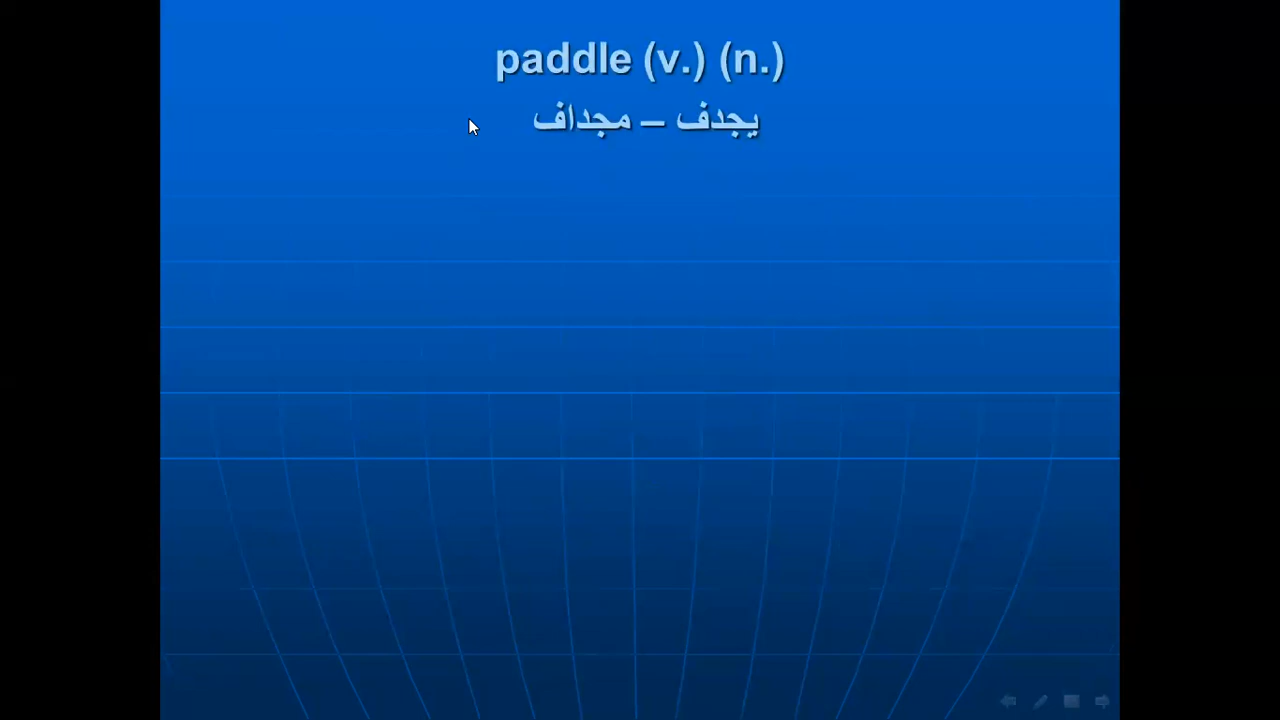 paddle (v.) (n.)
يجدف – مجداف